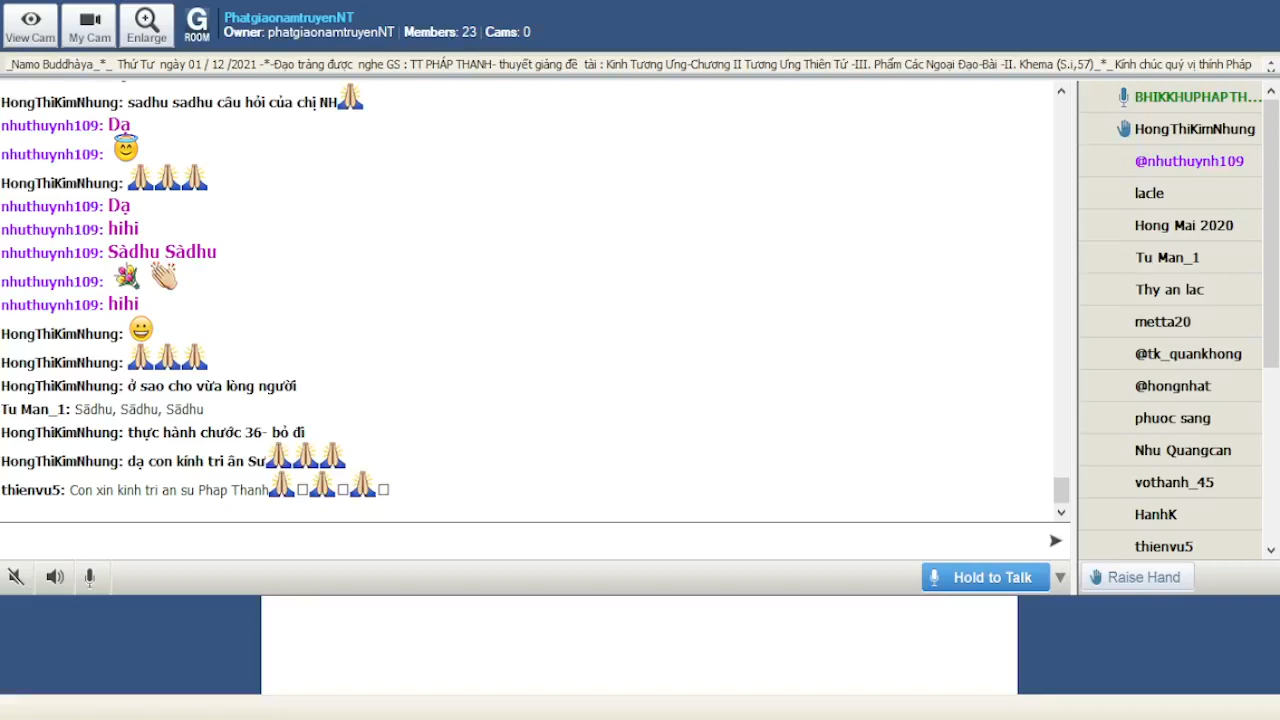 View Cam
My Cam
Enlarge
G
ROOM
PhatgiaonamtruyenNT
Owner: phatgiaonamtruyenNT | Members: 23 | Cams: 0
_Namo Buddhàya_*_ Thứ Tư ngày 01 / 12 /2021 -*-Đạo tràng được nghe GS : TT PHÁP THANH- thuyết giảng đề tài : Kinh Tương Ưng-Chương II Tương Ưng Thiên Tử -III. Phẩm Các Ngoại Đạo-Bài -II. Khema (S.i,57)_*_Kính chúc quý vị thính Pháp
HongThiKimNhung: sadhu sadhu câu hỏi của chị NH🙏
nhuthuynh109: Dạ
nhuthuynh109: 😇
HongThiKimNhung: 🙏🙏🙏
nhuthuynh109: Dạ
nhuthuynh109: hihi
nhuthuynh109: Sàdhu Sàdhu
nhuthuynh109: 💐 👏
nhuthuynh109: hihi
HongThiKimNhung: 😀
HongThiKimNhung: 🙏🙏🙏
HongThiKimNhung: ở sao cho vừa lòng người
Tu Man_1: Sādhu, Sādhu, Sādhu
HongThiKimNhung: thực hành chước 36- bỏ đi
HongThiKimNhung: dạ con kính tri ân Sư🙏🙏🙏
thienvu5: Con xin kinh tri an su Phap Thanh🙏□🙏□🙏□
Hold to Talk
BHIKKHUPHAPTH...
HongThiKimNhung
@nhuthuynh109
lacle
Hong Mai 2020
Tu Man_1
Thy an lac
metta20
@tk_quankhong
@hongnhat
phuoc sang
Nhu Quangcan
vothanh_45
HanhK
thienvu5
Raise Hand